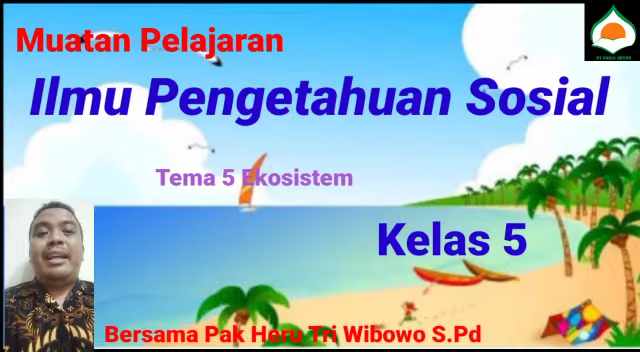 Muatan Pelajaran
Ilmu Pengetahuan Sosial
Tema 5 Ekosistem
Kelas 5
Bersama Pak Heru Tri Wibowo S.Pd